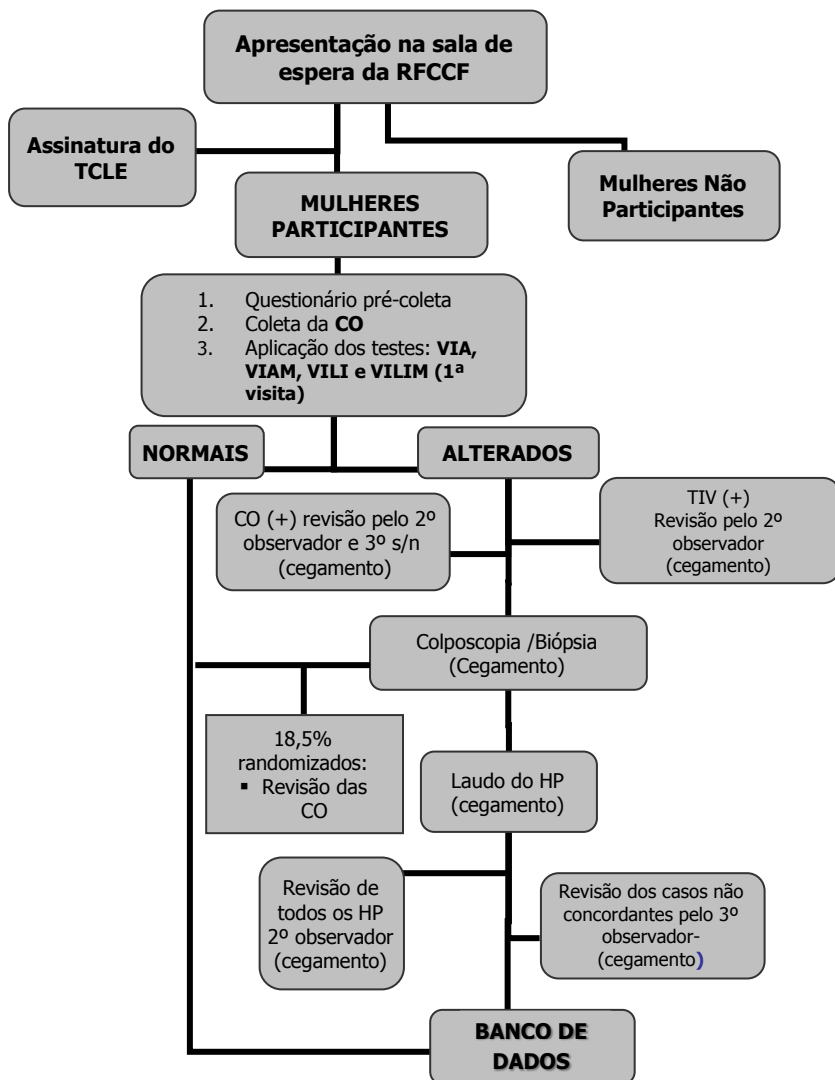 Apresentação na sala de
espera da RFCCF
Assinatura do
TCLE
Mulheres Não
Participantes
MULHERES
PARTICIPANTES
1. Questionário pré-coleta
2. Coleta da CO
3. Aplicação dos testes: VIA,
VIAM, VILI e VILIM (1ª
visita)
NORMAIS
ALTERADOS
CO (+) revisão pelo 2º
observador e 3º s/n
(cegamento)
TIV (+)
Revisão pelo 2º
observador
(cegamento)
Colposcopia /Biópsia
(Cegamento)
18,5%
randomizados:
▪ Revisão das
CO
Laudo do HP
(cegamento)
Revisão de
todos os HP
2º observador
(cegamento)
Revisão dos casos não
concordantes pelo 3º
observador-
(cegamento)
BANCO DE
DADOS